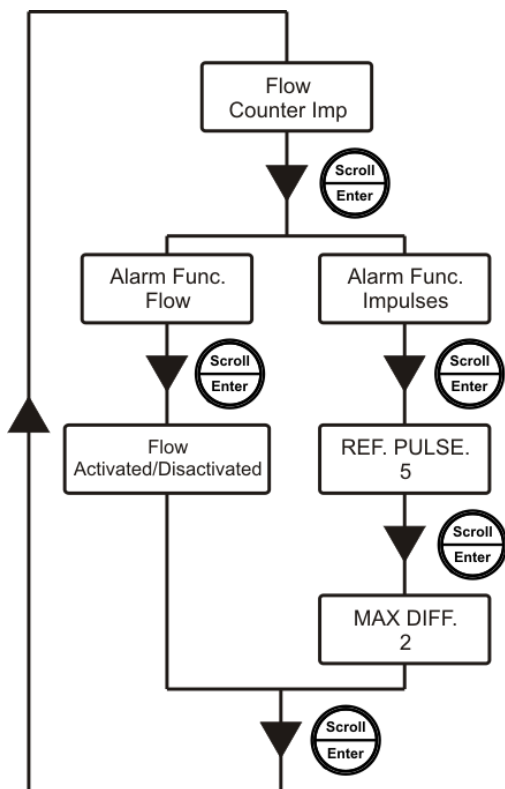 Flow
Counter Imp
Scroll
Enter
Alarm Func.
Flow
Alarm Func.
Impulses
Scroll
Enter
Scroll
Enter
Flow
Activated/Disactivated
REF. PULSE.
5
Scroll
Enter
MAX DIFF.
2
Scroll
Enter